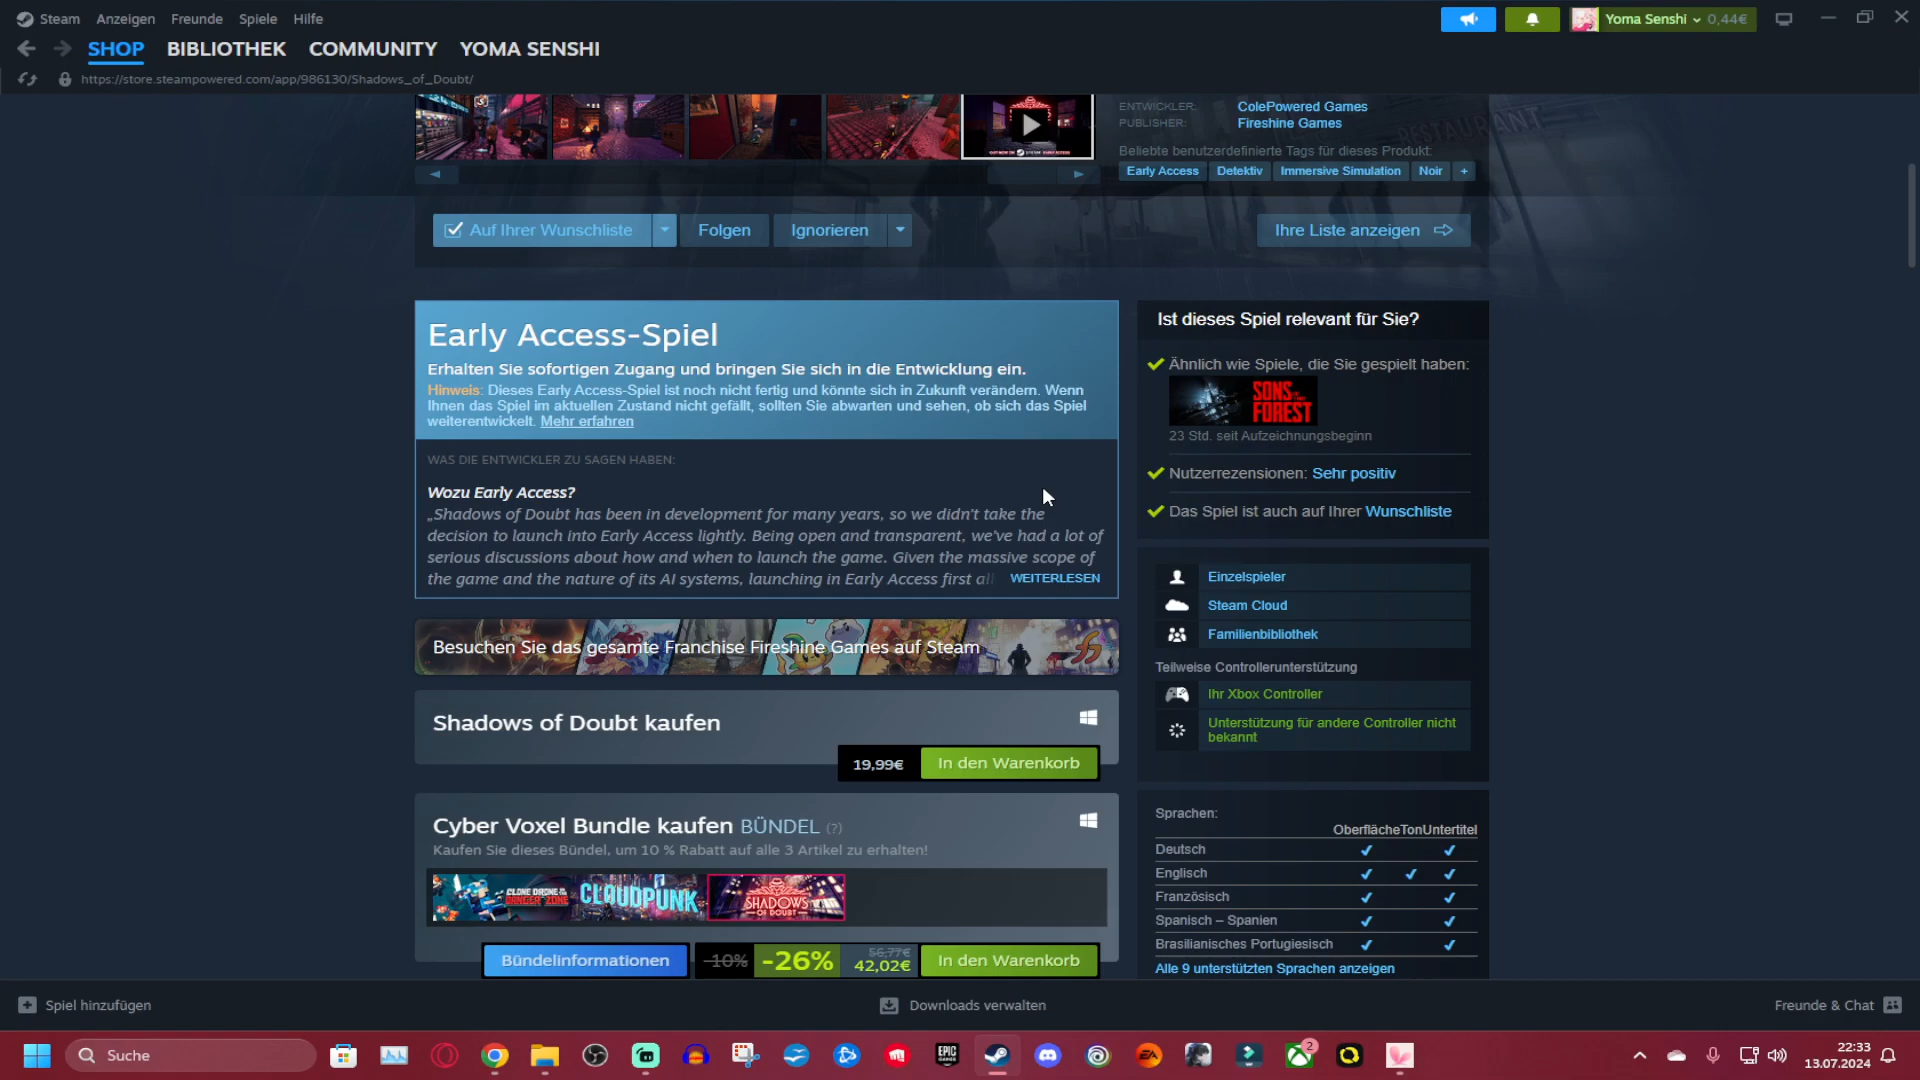 Steam Anzeigen Freunde Spiele Hilfe
Yoma Senshi 0,44€
SHOP BIBLIOTHEK COMMUNITY YOMA SENSHI
https://store.steampowered.com/app/986130/Shadows_of_Doubt/
ENTWICKLER: ColePowered Games
PUBLISHER: Fireshine Games
RESTAURANT
Beliebte benutzerdefinierte Tags für dieses Produkt:
Early Access Detektiv Immersive Simulation Noir +
Auf Ihrer Wunschliste Folgen Ignorieren Ihre Liste anzeigen
Early Access-Spiel
Erhalten Sie sofortigen Zugang und bringen Sie sich in die Entwicklung ein.
Hinweis: Dieses Early Access-Spiel ist noch nicht fertig und könnte sich in Zukunft verändern. Wenn
Ihnen das Spiel im aktuellen Zustand nicht gefällt, sollten Sie abwarten und sehen, ob sich das Spiel
weiterentwickelt. Mehr erfahren
WAS DIE ENTWICKLER ZU SAGEN HABEN:
Wozu Early Access?
„Shadows of Doubt has been in development for many years, so we didn't take the
decision to launch into Early Access lightly. Being open and transparent, we've had a lot of
serious discussions about how and when to launch the game. Given the massive scope of
the game and the nature of its AI systems, launching in Early Access first all WEITERLESEN
Besuchen Sie das gesamte Franchise Fireshine Games auf Steam
Shadows of Doubt kaufen
19,99€ In den Warenkorb
Cyber Voxel Bundle kaufen BÜNDEL (?)
Kaufen Sie dieses Bündel, um 10 % Rabatt auf alle 3 Artikel zu erhalten!
CLONE DRONE IN THE DANGER ZONE
CLOUDPUNK
SHADOWS OF DOUBT
Bündelinformationen -10% -26% 56,77€ 42,02€ In den Warenkorb
Ist dieses Spiel relevant für Sie?
Ähnlich wie Spiele, die Sie gespielt haben:
SONS
FOREST
23 Std. seit Aufzeichnungsbeginn
Nutzerrezensionen: Sehr positiv
Das Spiel ist auch auf Ihrer Wunschliste
Einzelspieler
Steam Cloud
Familienbibliothek
Teilweise Controllerunterstützung
Ihr Xbox Controller
Unterstützung für andere Controller nicht
bekannt
Sprachen:
Oberfläche Ton Untertitel
Deutsch
Englisch
Französisch
Spanisch – Spanien
Brasilianisches Portugiesisch
Alle 9 unterstützten Sprachen anzeigen
Spiel hinzufügen Downloads verwalten Freunde & Chat
Suche
EPIC
GAMES
EA
2
22:33
13.07.2024